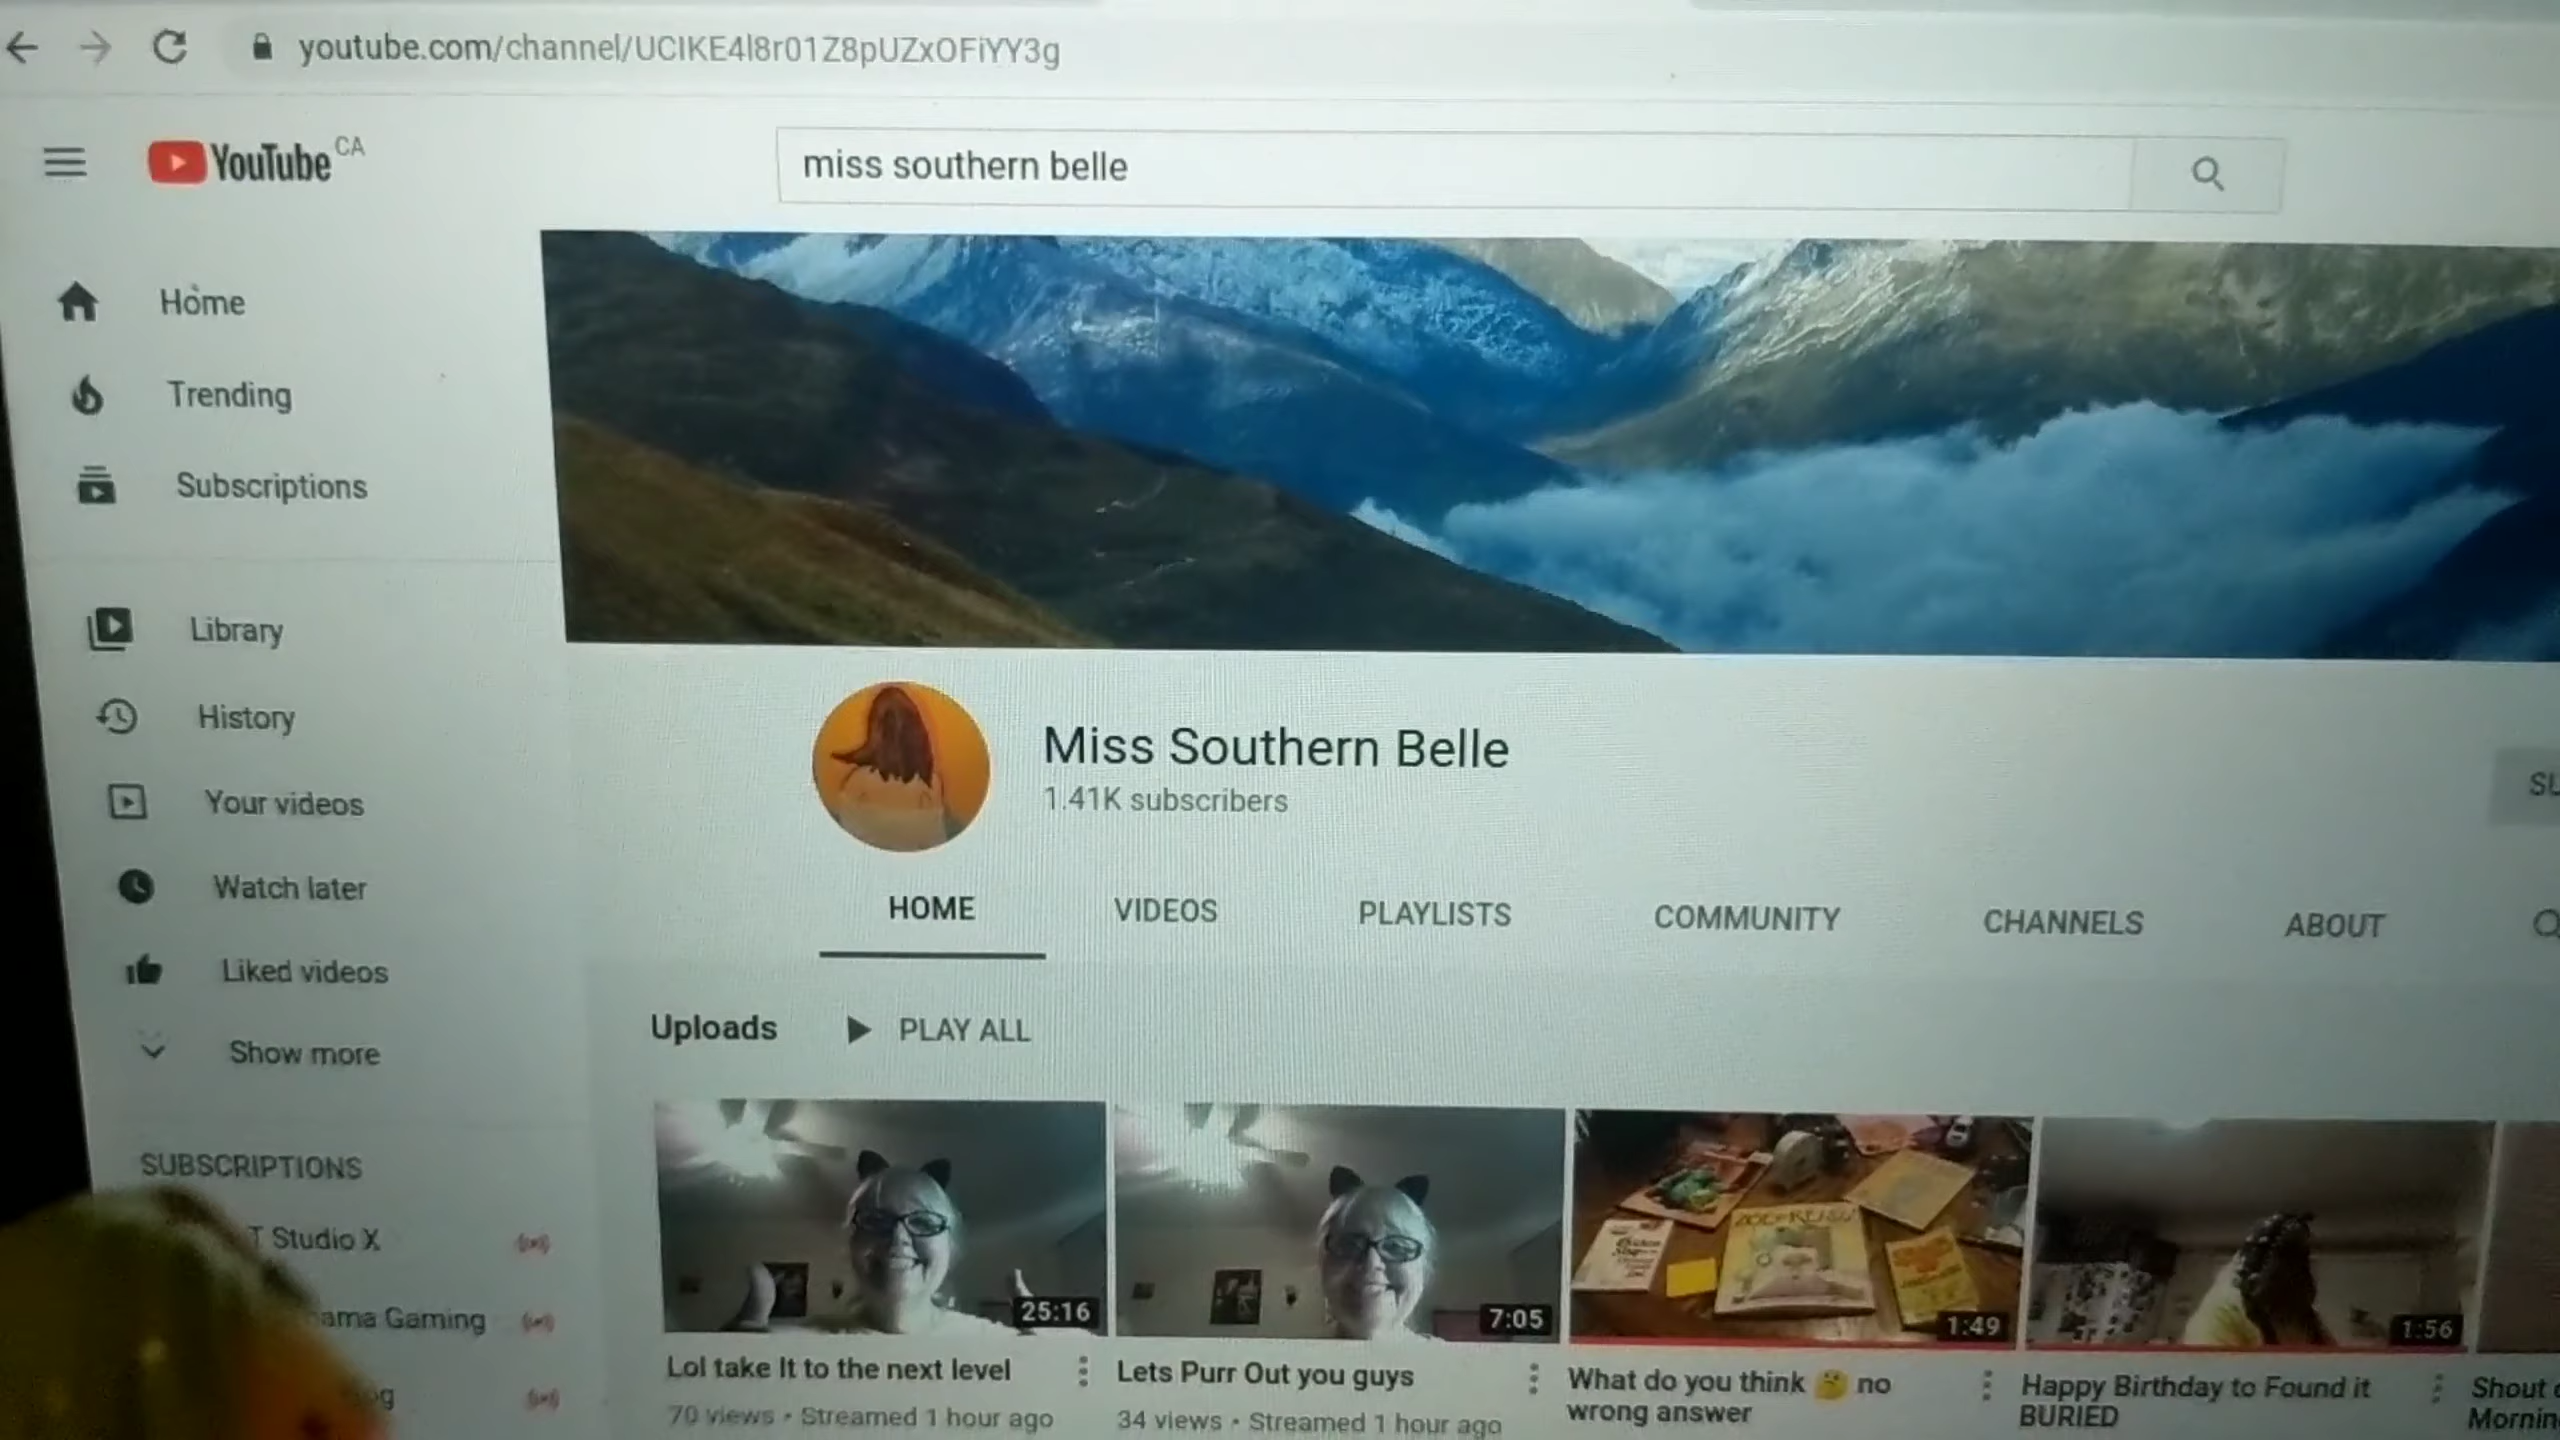 youtube.com/channel/UCIKE4l8r01Z8pUZxOFiYY3g
YouTube CA
miss southern belle
Home
Trending
Subscriptions
Library
History
Your videos
Watch later
Liked videos
Show more
SUBSCRIPTIONS
T Studio X
ama Gaming
Miss Southern Belle
1.41K subscribers
HOME VIDEOS PLAYLISTS COMMUNITY CHANNELS ABOUT
Uploads PLAY ALL
25:16
7:05
1:49
1:56
Lol take It to the next level
70 views • Streamed 1 hour ago
Lets Purr Out you guys
34 views • Streamed 1 hour ago
What do you think 🤔 no
wrong answer
Happy Birthday to Found it
BURIED
Shout
Mornin